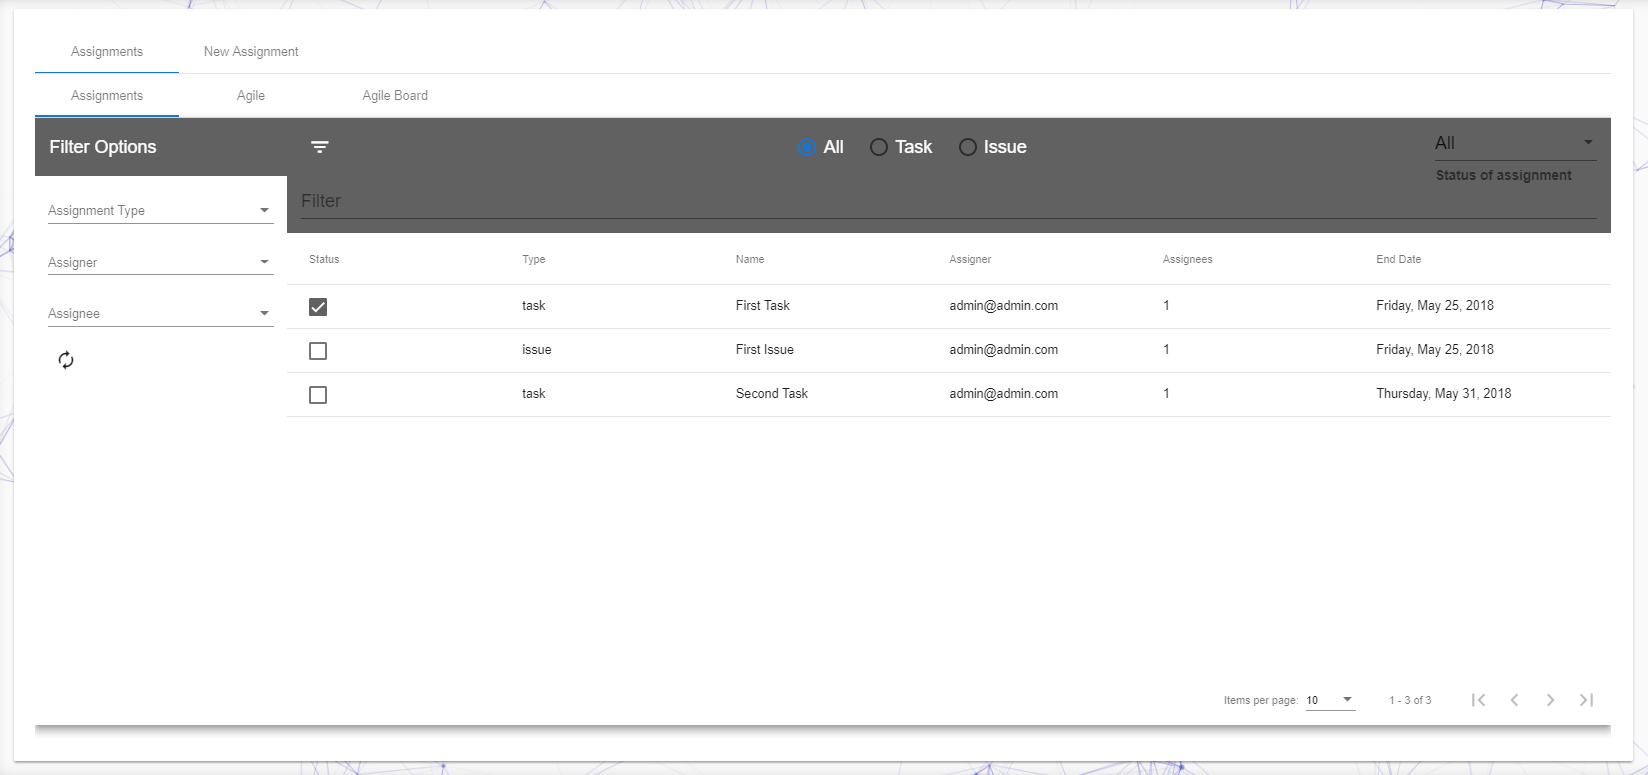 Assignments New Assignment
Assignments Agile Agile Board
Filter Options All Task Issue All
Status of assignment
Filter
Assignment Type
Assigner
Assignee
Status Type Name Assigner Assignees End Date
task First Task admin@admin.com 1 Friday, May 25, 2018
issue First Issue admin@admin.com 1 Friday, May 25, 2018
task Second Task admin@admin.com 1 Thursday, May 31, 2018
Items per page: 10 1 - 3 of 3